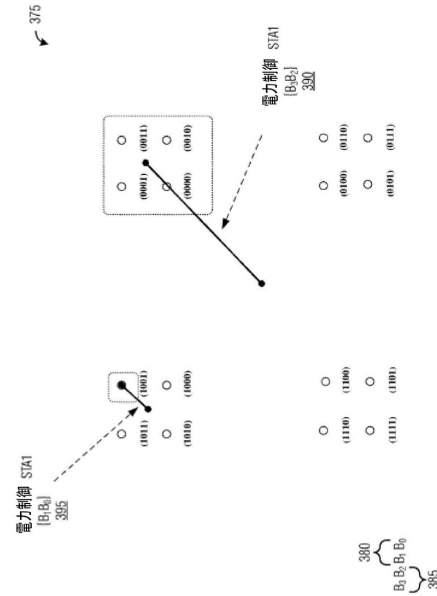 375
電力制御 STA1
{B₁B₀}
395
(1011) (1001) (0001) (0011)
(1010) (1000) (0000) (0010)
電力制御 STA1
{B₃B₂}
390
(1110) (1100) (0100) (0110)
(1111) (1101) (0101) (0111)
380
B₃ B₂ B₁ B₀
385